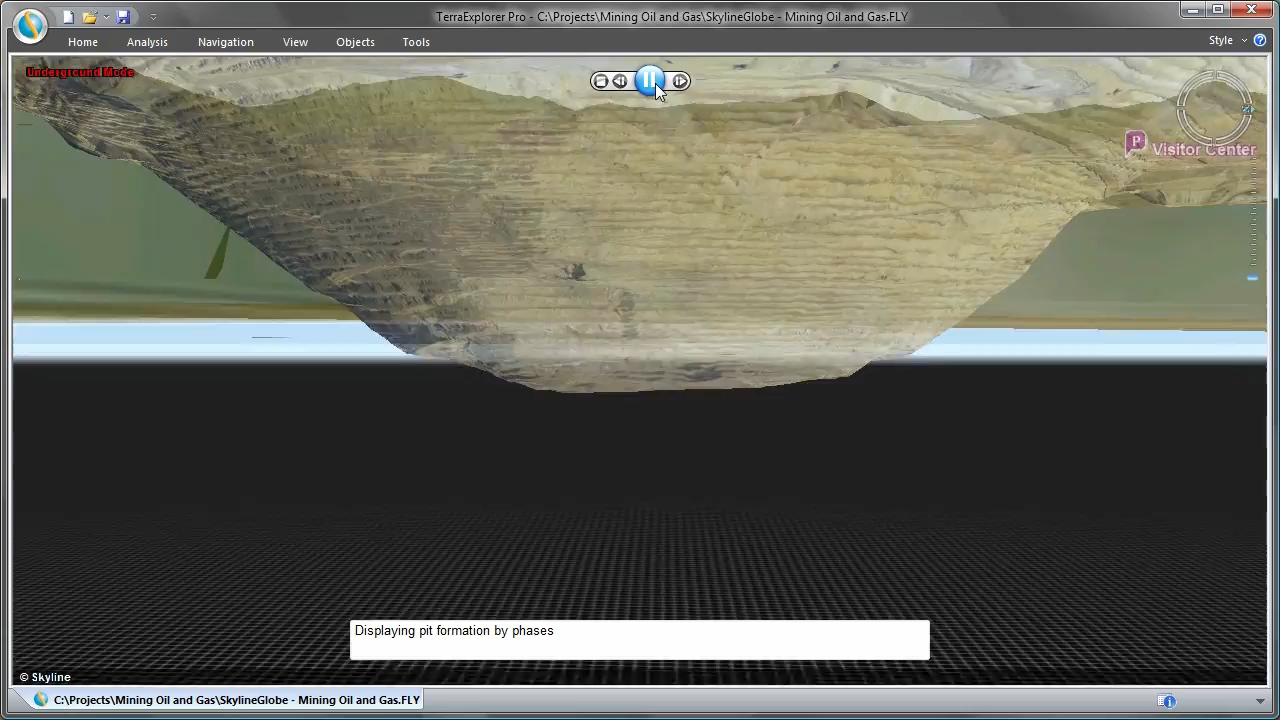 TerraExplorer Pro - C:\Projects\Mining Oil and Gas\SkylineGlobe - Mining Oil and Gas.FLY
Home Analysis Navigation View Objects Tools Style
Underground Mode
Visitor Center
Displaying pit formation by phases
© Skyline
C:\Projects\Mining Oil and Gas\SkylineGlobe - Mining Oil and Gas.FLY